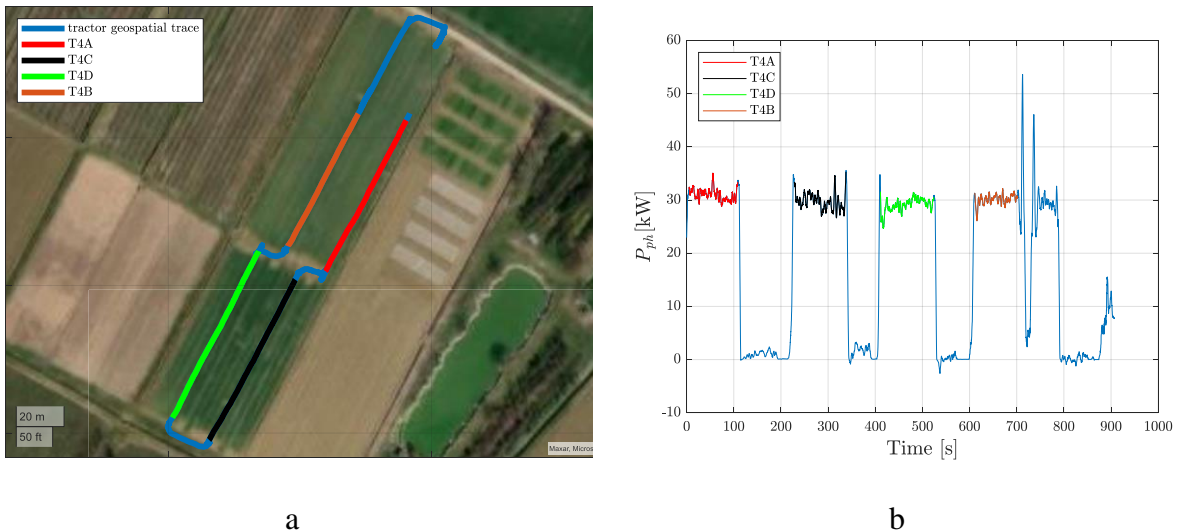 tractor geospatial trace
T4A
T4C
T4D
T4B
20 m
50 ft
Maxar, Micros
a
60
50
40
30
20
10
0
-10
P_ph [kW]
T4A
T4C
T4D
T4B
0 100 200 300 400 500 600 700 800 900 1000
Time [s]
b